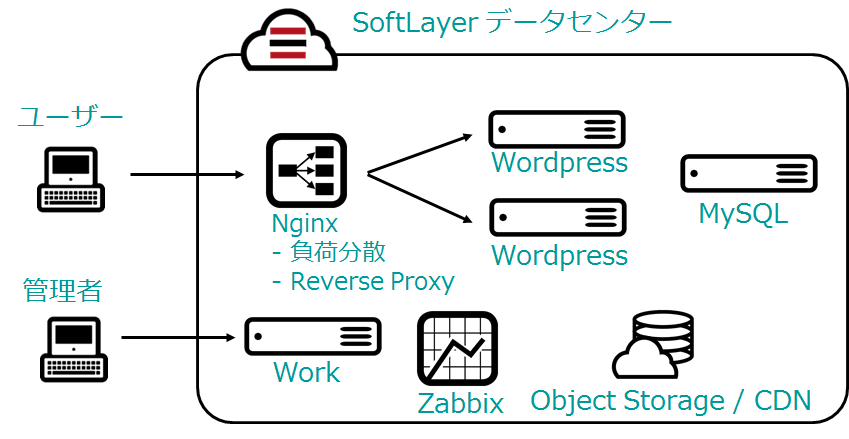 SoftLayer データセンター
ユーザー
Wordpress
MySQL
Nginx
- 負荷分散
- Reverse Proxy
Wordpress
管理者
Work
Zabbix
Object Storage / CDN